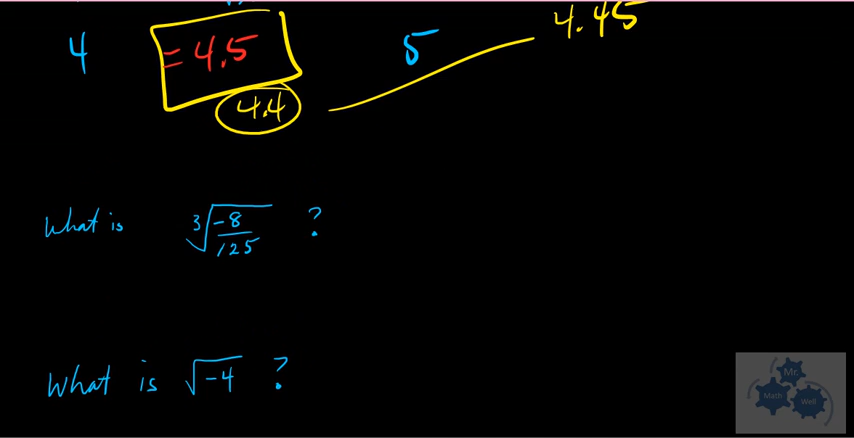 4.45
4 = 4.5 5
4.4
What is ∛(-8/125) ?
What is √-4 ?
Mr.
Math Well